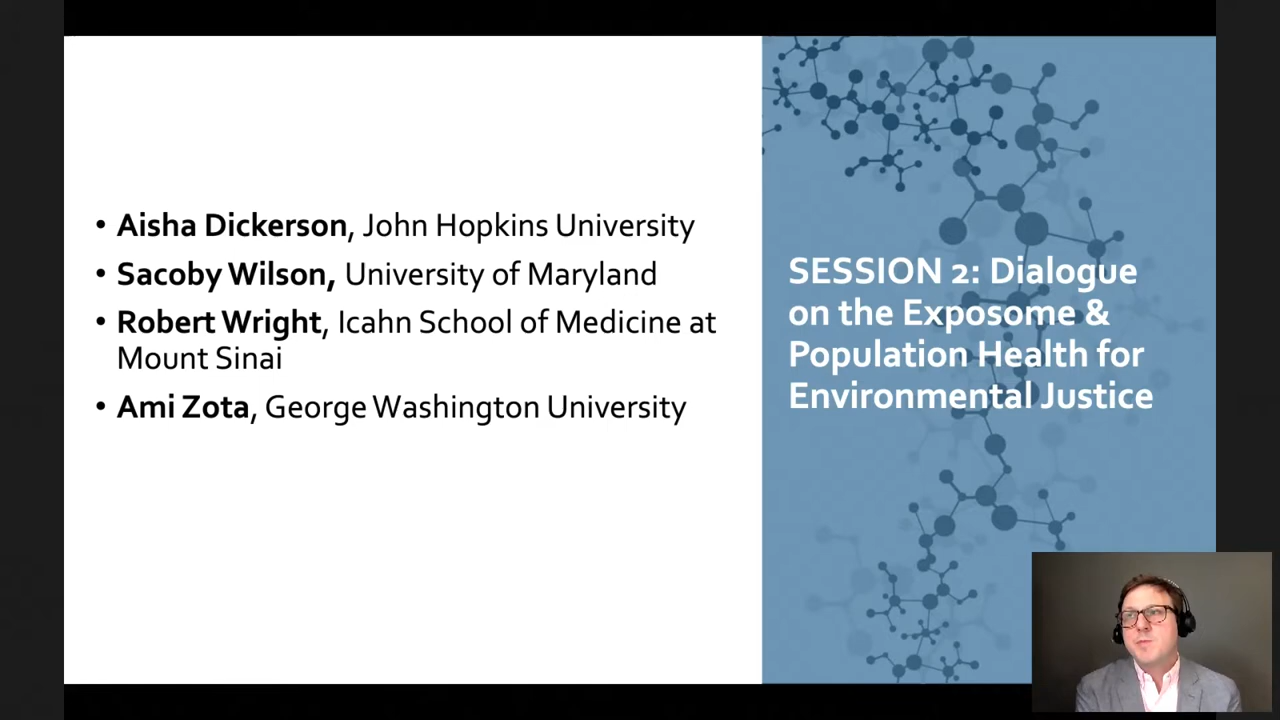 • Aisha Dickerson, John Hopkins University
• Sacoby Wilson, University of Maryland
• Robert Wright, Icahn School of Medicine at
Mount Sinai
• Ami Zota, George Washington University
SESSION 2: Dialogue
on the Exposome &
Population Health for
Environmental Justice